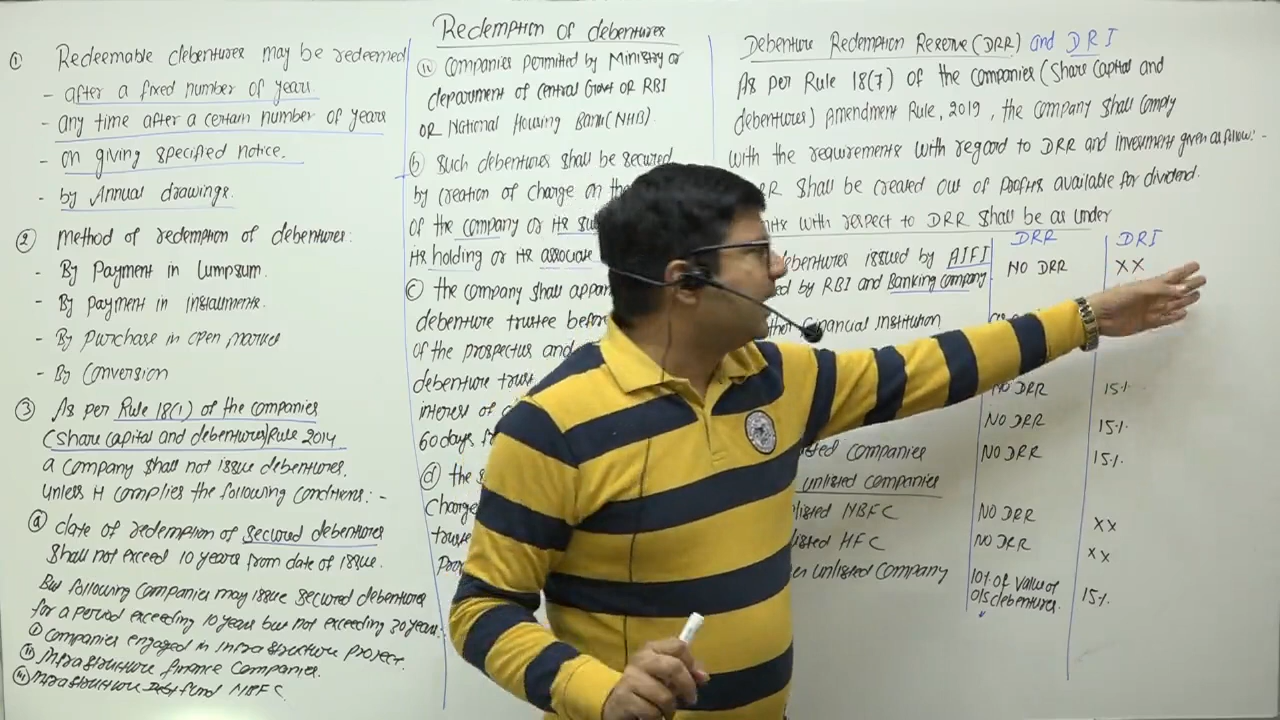 Redemption of debentures
① Redeemable debentures may be redeemed
- after a fixed number of years.
- any time after a certain number of years
- on giving specified notice.
- by Annual drawings.
② Method of redemption of debentures:
- By Payment in Lumpsum.
- By payment in installments.
- By purchase in open market
- By Conversion
③ As per Rule 18(1) of the companies
(share capital and debentures) Rule 2014
a company shall not issue debentures.
unless it complies the following conditions:-
ⓐ date of redemption of secured debentures
shall not exceed 10 years from date of issue.
But following companies may issue secured debentures
for a period exceeding 10 years but not exceeding 30 years.
ⓘ Companies engaged in infrastructure project.
ⓘⓘ Infrastructure finance companies.
ⓘⓘⓘ Infrastructure Debt fund NBFC
companies permitted by Ministry or
department of central Govt OR RBI
OR National Housing Bank (NHB)
ⓑ such debentures shall be secured
by creation of charge on the
of the company or its
its holding or its associate
ⓒ the company shall
debenture trustee
of the prospectus and
debenture
interest of
60 days
ⓓ the
Charge
Debenture Redemption Reserve (DRR) and DRI
As per Rule 18(7) of the companies (share capital and
debentures) Amendment Rule, 2019, the company shall comply
with the requirements with regard to DRR and investment given as follow:-
shall be created out of profits available for dividend.
with respect to DRR shall be as under
DRR DRI
debentures issued by AIFI NO DRR XX
by RBI and Banking company
Financial institution
NO DRR 15%
NO DRR 15%
companies NO DRR 15%
unlisted companies
NBFC NO DRR XX
HFC NO DRR XX
unlisted company 10% of value of
o/s debentures. 15%